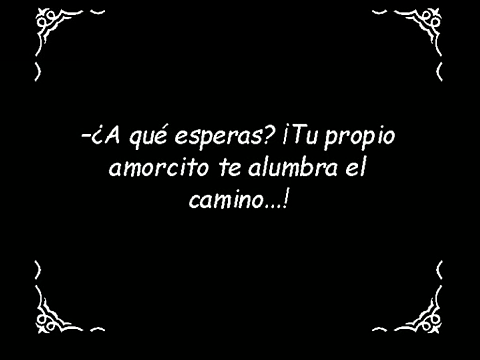 -¿A qué esperas? ¡Tu propio
amorcito te alumbra el
camino...!